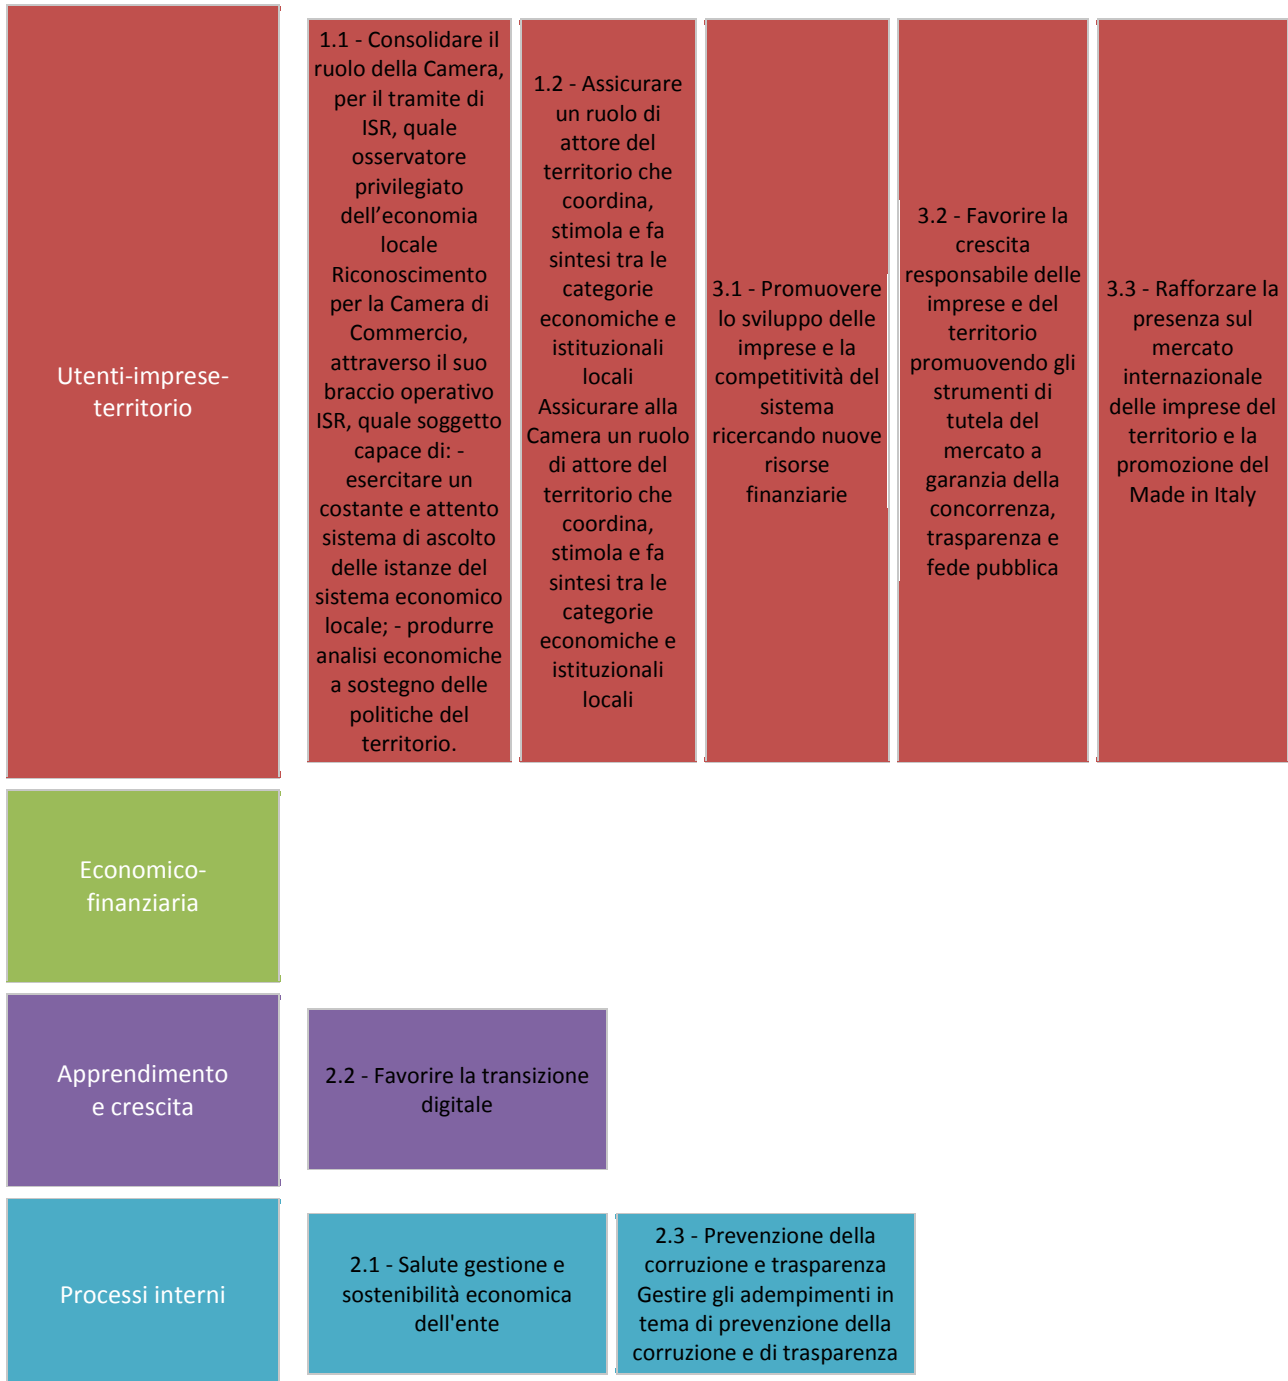 Utenti-imprese-
territorio
1.1 - Consolidare il
ruolo della Camera,
per il tramite di
ISR, quale
osservatore
privilegiato
dell’economia
locale
Riconoscimento
per la Camera di
Commercio,
attraverso il suo
braccio operativo
ISR, quale soggetto
capace di: -
esercitare un
costante e attento
sistema di ascolto
delle istanze del
sistema economico
locale; - produrre
analisi economiche
a sostegno delle
politiche del
territorio.
1.2 - Assicurare
un ruolo di
attore del
territorio che
coordina,
stimola e fa
sintesi tra le
categorie
economiche e
istituzionali
locali
Assicurare alla
Camera un ruolo
di attore del
territorio che
coordina,
stimola e fa
sintesi tra le
categorie
economiche e
istituzionali
locali
3.1 - Promuovere
lo sviluppo delle
imprese e la
competitività del
sistema
ricercando nuove
risorse
finanziarie
3.2 - Favorire la
crescita
responsabile delle
imprese e del
territorio
promuovendo gli
strumenti di
tutela del
mercato a
garanzia della
concorrenza,
trasparenza e
fede pubblica
3.3 - Rafforzare la
presenza sul
mercato
internazionale
delle imprese del
territorio e la
promozione del
Made in Italy
Economico-
finanziaria
Apprendimento
e crescita
2.2 - Favorire la transizione
digitale
Processi interni
2.1 - Salute gestione e
sostenibilità economica
dell'ente
2.3 - Prevenzione della
corruzione e trasparenza
Gestire gli adempimenti in
tema di prevenzione della
corruzione e di trasparenza